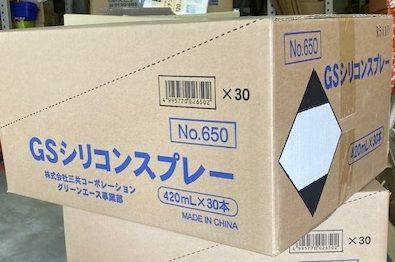 ×30
4995770026502
No.650
GSシリコンスプレー
株式会社三共コーポレーション
グリーンエース事業部
420mL×30本
MADE IN CHINA
No.650
GSシリコンスプレー
420mL×30本
×30